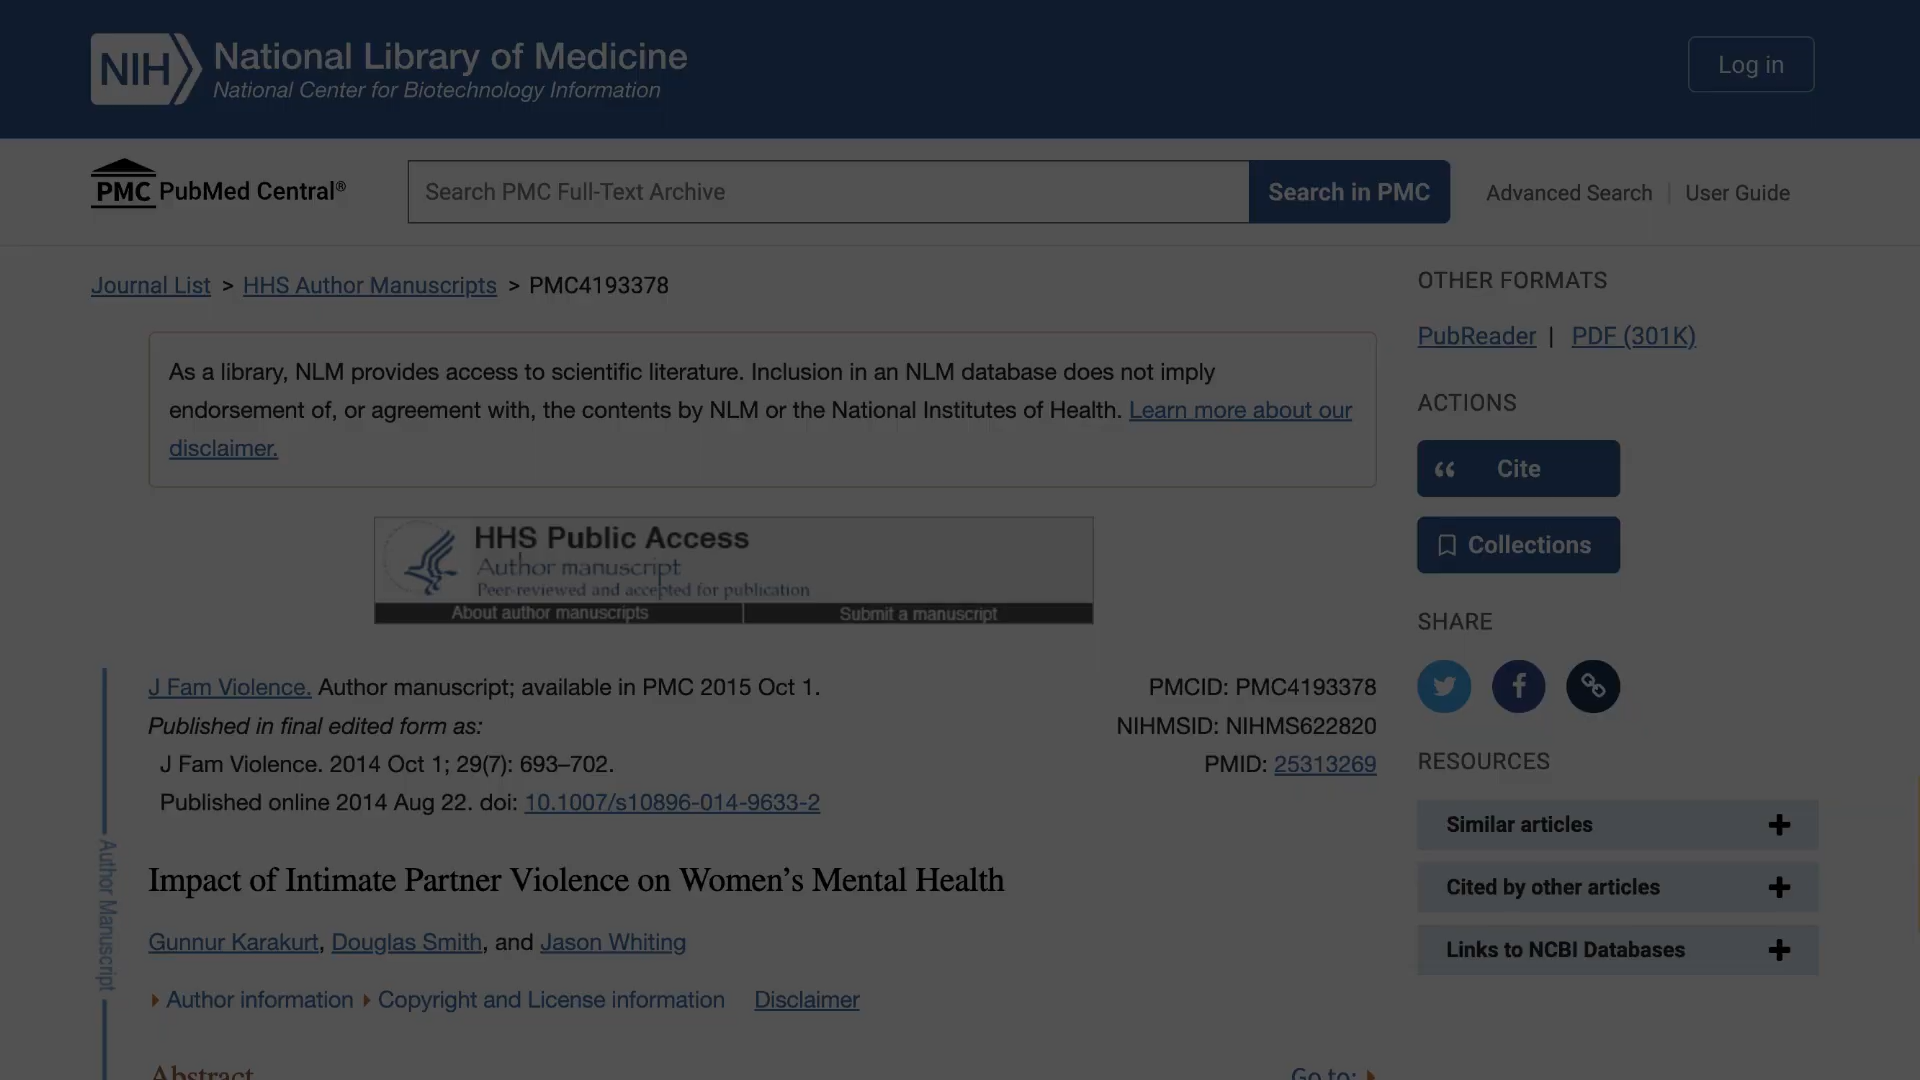 NIH National Library of Medicine
National Center for Biotechnology Information
Log in
PMC PubMed Central®
Search PMC Full-Text Archive
Search in PMC
Advanced Search
User Guide
Journal List > HHS Author Manuscripts > PMC4193378
As a library, NLM provides access to scientific literature. Inclusion in an NLM database does not imply
endorsement of, or agreement with, the contents by NLM or the National Institutes of Health. Learn more about our
disclaimer.
HHS Public Access
Author manuscript
Peer-reviewed and accepted for publication
About author manuscripts
Submit a manuscript
J Fam Violence. Author manuscript; available in PMC 2015 Oct 1.
Published in final edited form as:
J Fam Violence. 2014 Oct 1; 29(7): 693–702.
Published online 2014 Aug 22. doi: 10.1007/s10896-014-9633-2
PMCID: PMC4193378
NIHMSID: NIHMS622820
PMID: 25313269
Author Manuscript
Impact of Intimate Partner Violence on Women’s Mental Health
Gunnur Karakurt, Douglas Smith, and Jason Whiting
Author information
Copyright and License information
Disclaimer
Abstract
Go to:
OTHER FORMATS
PubReader | PDF (301K)
ACTIONS
Cite
Collections
SHARE
RESOURCES
Similar articles
Cited by other articles
Links to NCBI Databases